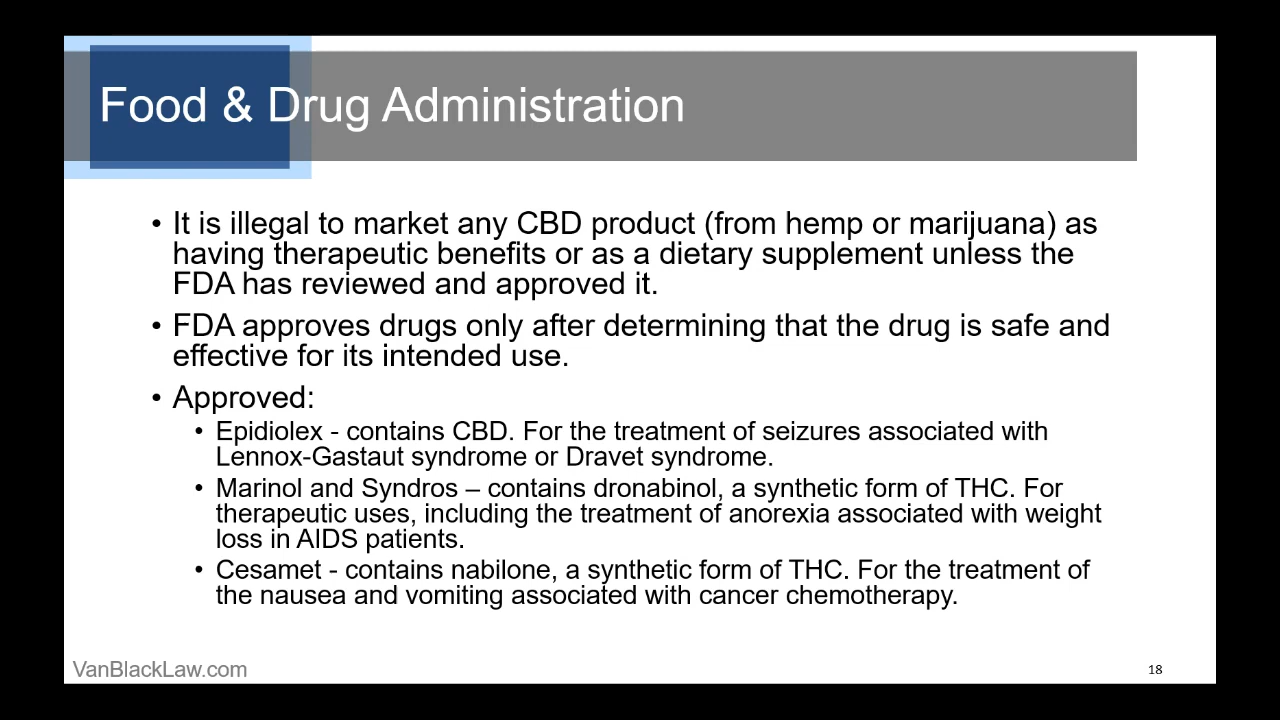 Food & Drug Administration
• It is illegal to market any CBD product (from hemp or marijuana) as
having therapeutic benefits or as a dietary supplement unless the
FDA has reviewed and approved it.
• FDA approves drugs only after determining that the drug is safe and
effective for its intended use.
• Approved:
• Epidiolex - contains CBD. For the treatment of seizures associated with
Lennox-Gastaut syndrome or Dravet syndrome.
• Marinol and Syndros – contains dronabinol, a synthetic form of THC. For
therapeutic uses, including the treatment of anorexia associated with weight
loss in AIDS patients.
• Cesamet - contains nabilone, a synthetic form of THC. For the treatment of
the nausea and vomiting associated with cancer chemotherapy.
VanBlackLaw.com
18